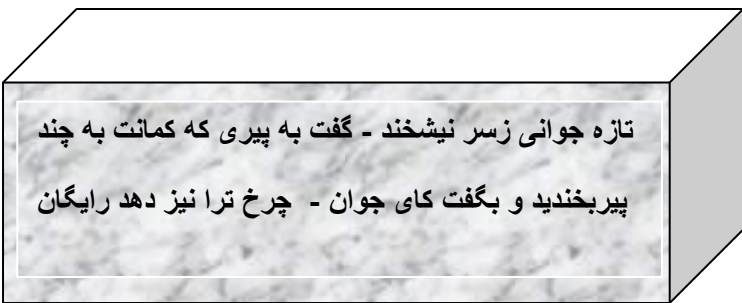 تازه جوانی زسر نیشخند - گفت به پیری که کمانت به چند
پیربخندید و بگفت کای جوان - چرخ ترا نیز دهد رایگان